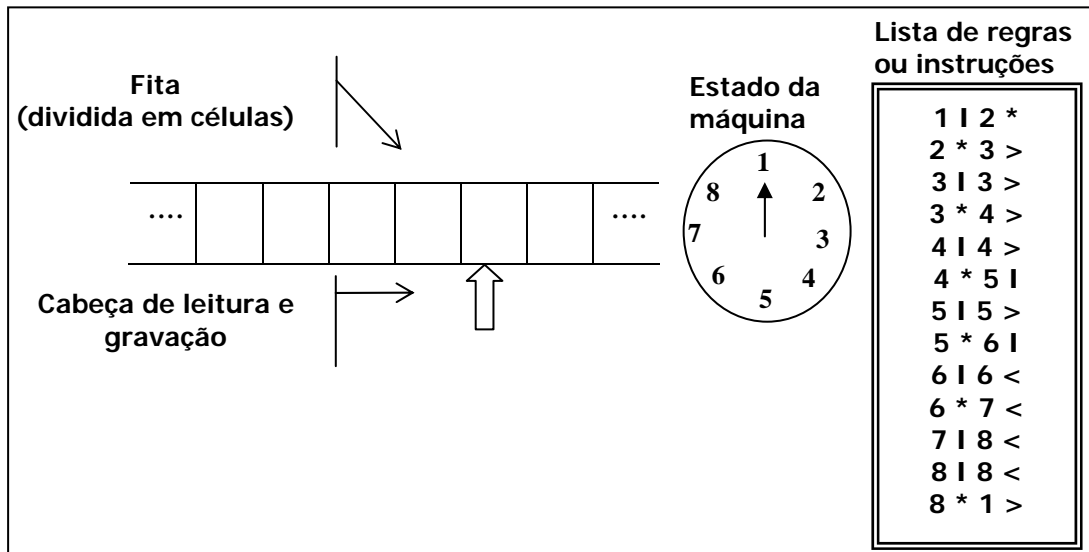 Fita
(dividida em células)
....
....
Cabeça de leitura e
gravação
Estado da
máquina
1
2
3
4
5
6
7
8
Lista de regras
ou instruções
1 I 2 *
2 * 3 >
3 I 3 >
3 * 4 >
4 I 4 >
4 * 5 I
5 I 5 >
5 * 6 I
6 I 6 <
6 * 7 <
7 I 8 <
8 I 8 <
8 * 1 >